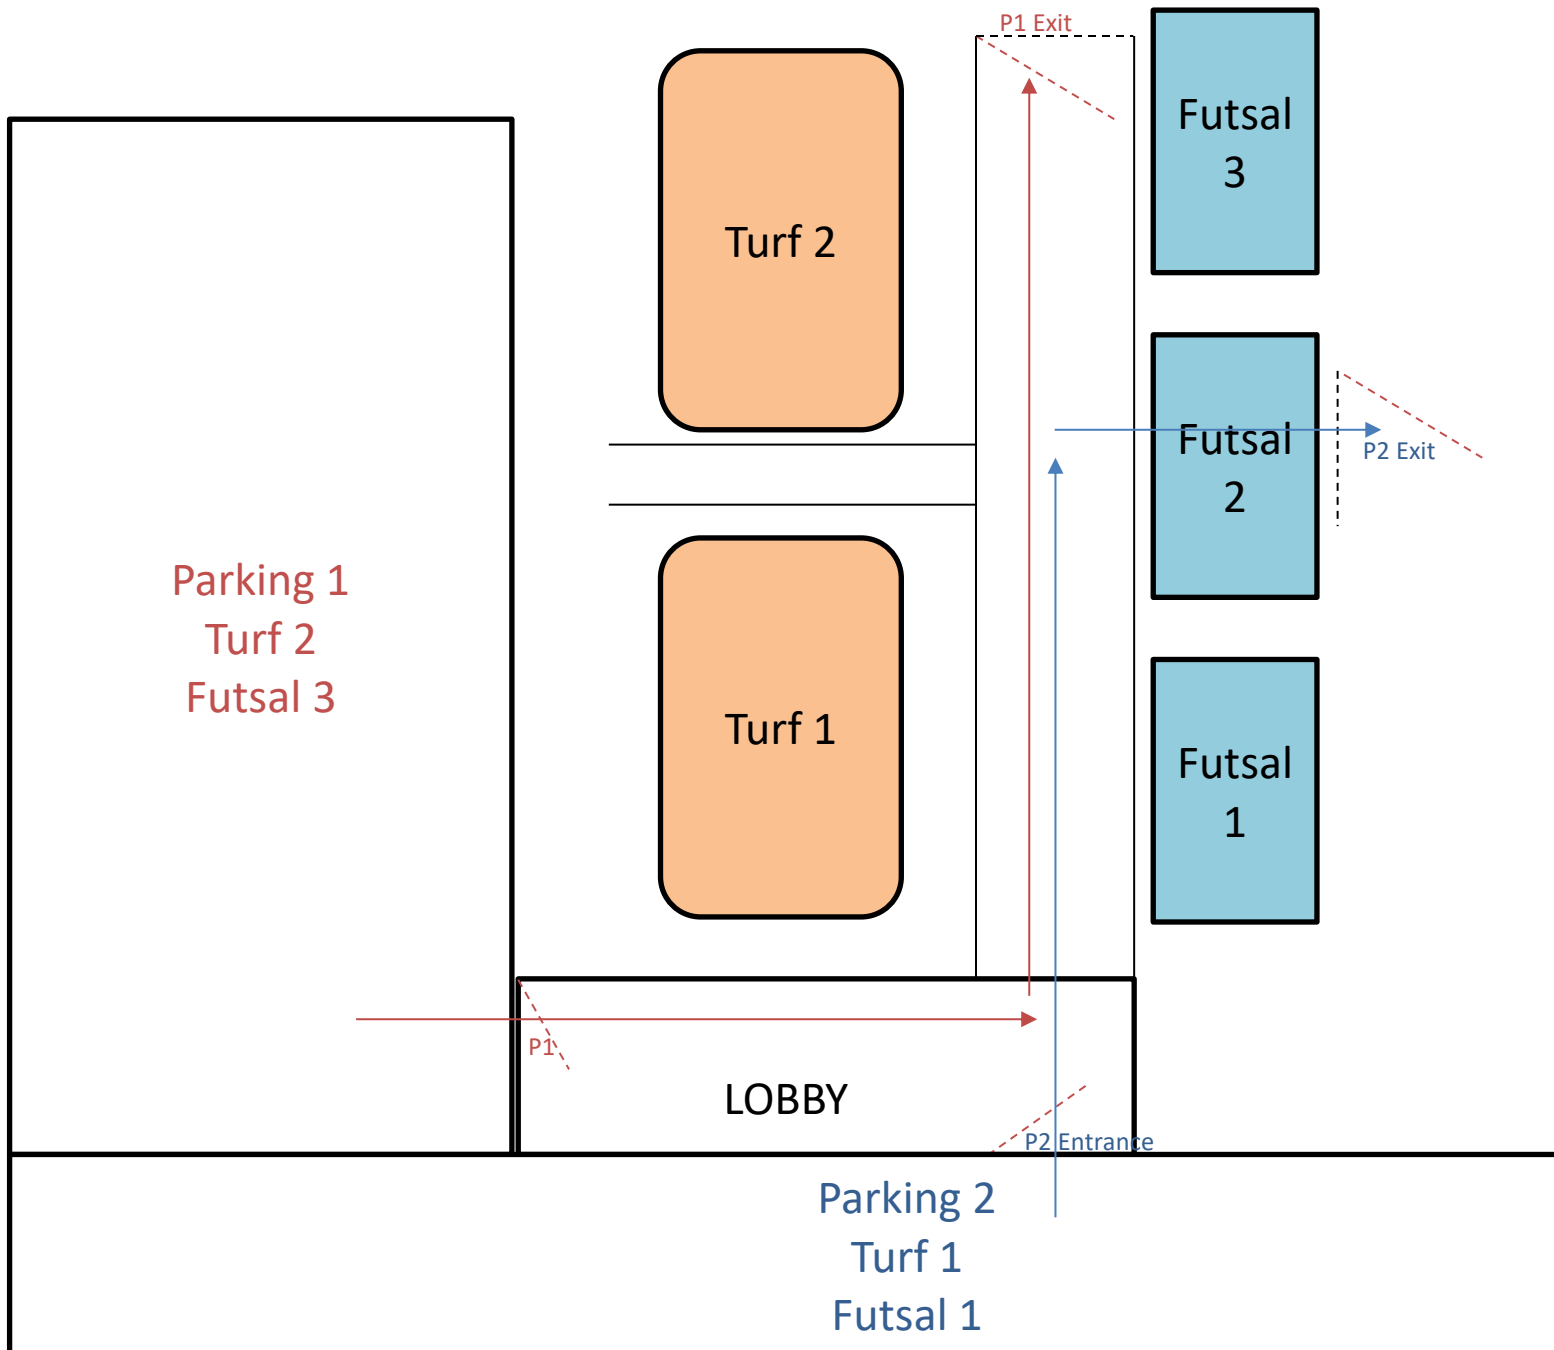 P1 Exit
Futsal
3
Turf 2
Futsal
2
P2 Exit
Parking 1
Turf 2
Futsal 3
Turf 1
Futsal
1
P1
LOBBY
P2 Entrance
Parking 2
Turf 1
Futsal 1